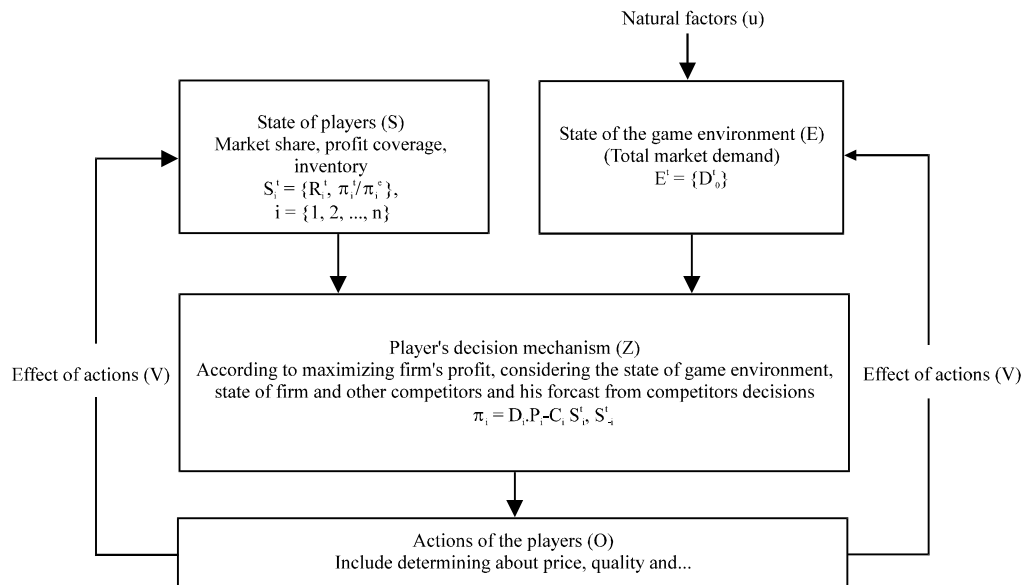 Natural factors (u)
State of players (S)
Market share, profit coverage,
inventory
Sᵢᵗ = {Rᵢᵗ, πᵢᵗ/πᵢᵉ},
i = {1, 2, ..., n}
State of the game environment (E)
(Total market demand)
Eᵗ = {Dᵗ₀}
Effect of actions (V)
Player's decision mechanism (Z)
According to maximizing firm's profit, considering the state of game environment,
state of firm and other competitors and his forcast from competitors decisions
πᵢ = Dᵢ.Pᵢ-Cᵢ Sᵗᵢ, Sᵗ₋ᵢ
Effect of actions (V)
Actions of the players (O)
Include determining about price, quality and...